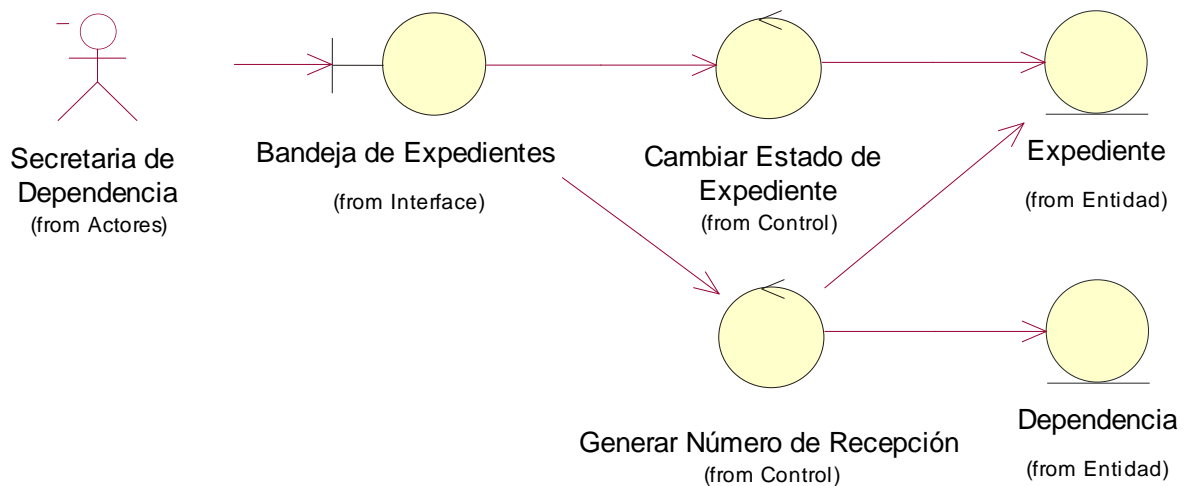 Secretaria de
Dependencia
(from Actores)
Bandeja de Expedientes
(from Interface)
Cambiar Estado de
Expediente
(from Control)
Expediente
(from Entidad)
Generar Número de Recepción
(from Control)
Dependencia
(from Entidad)